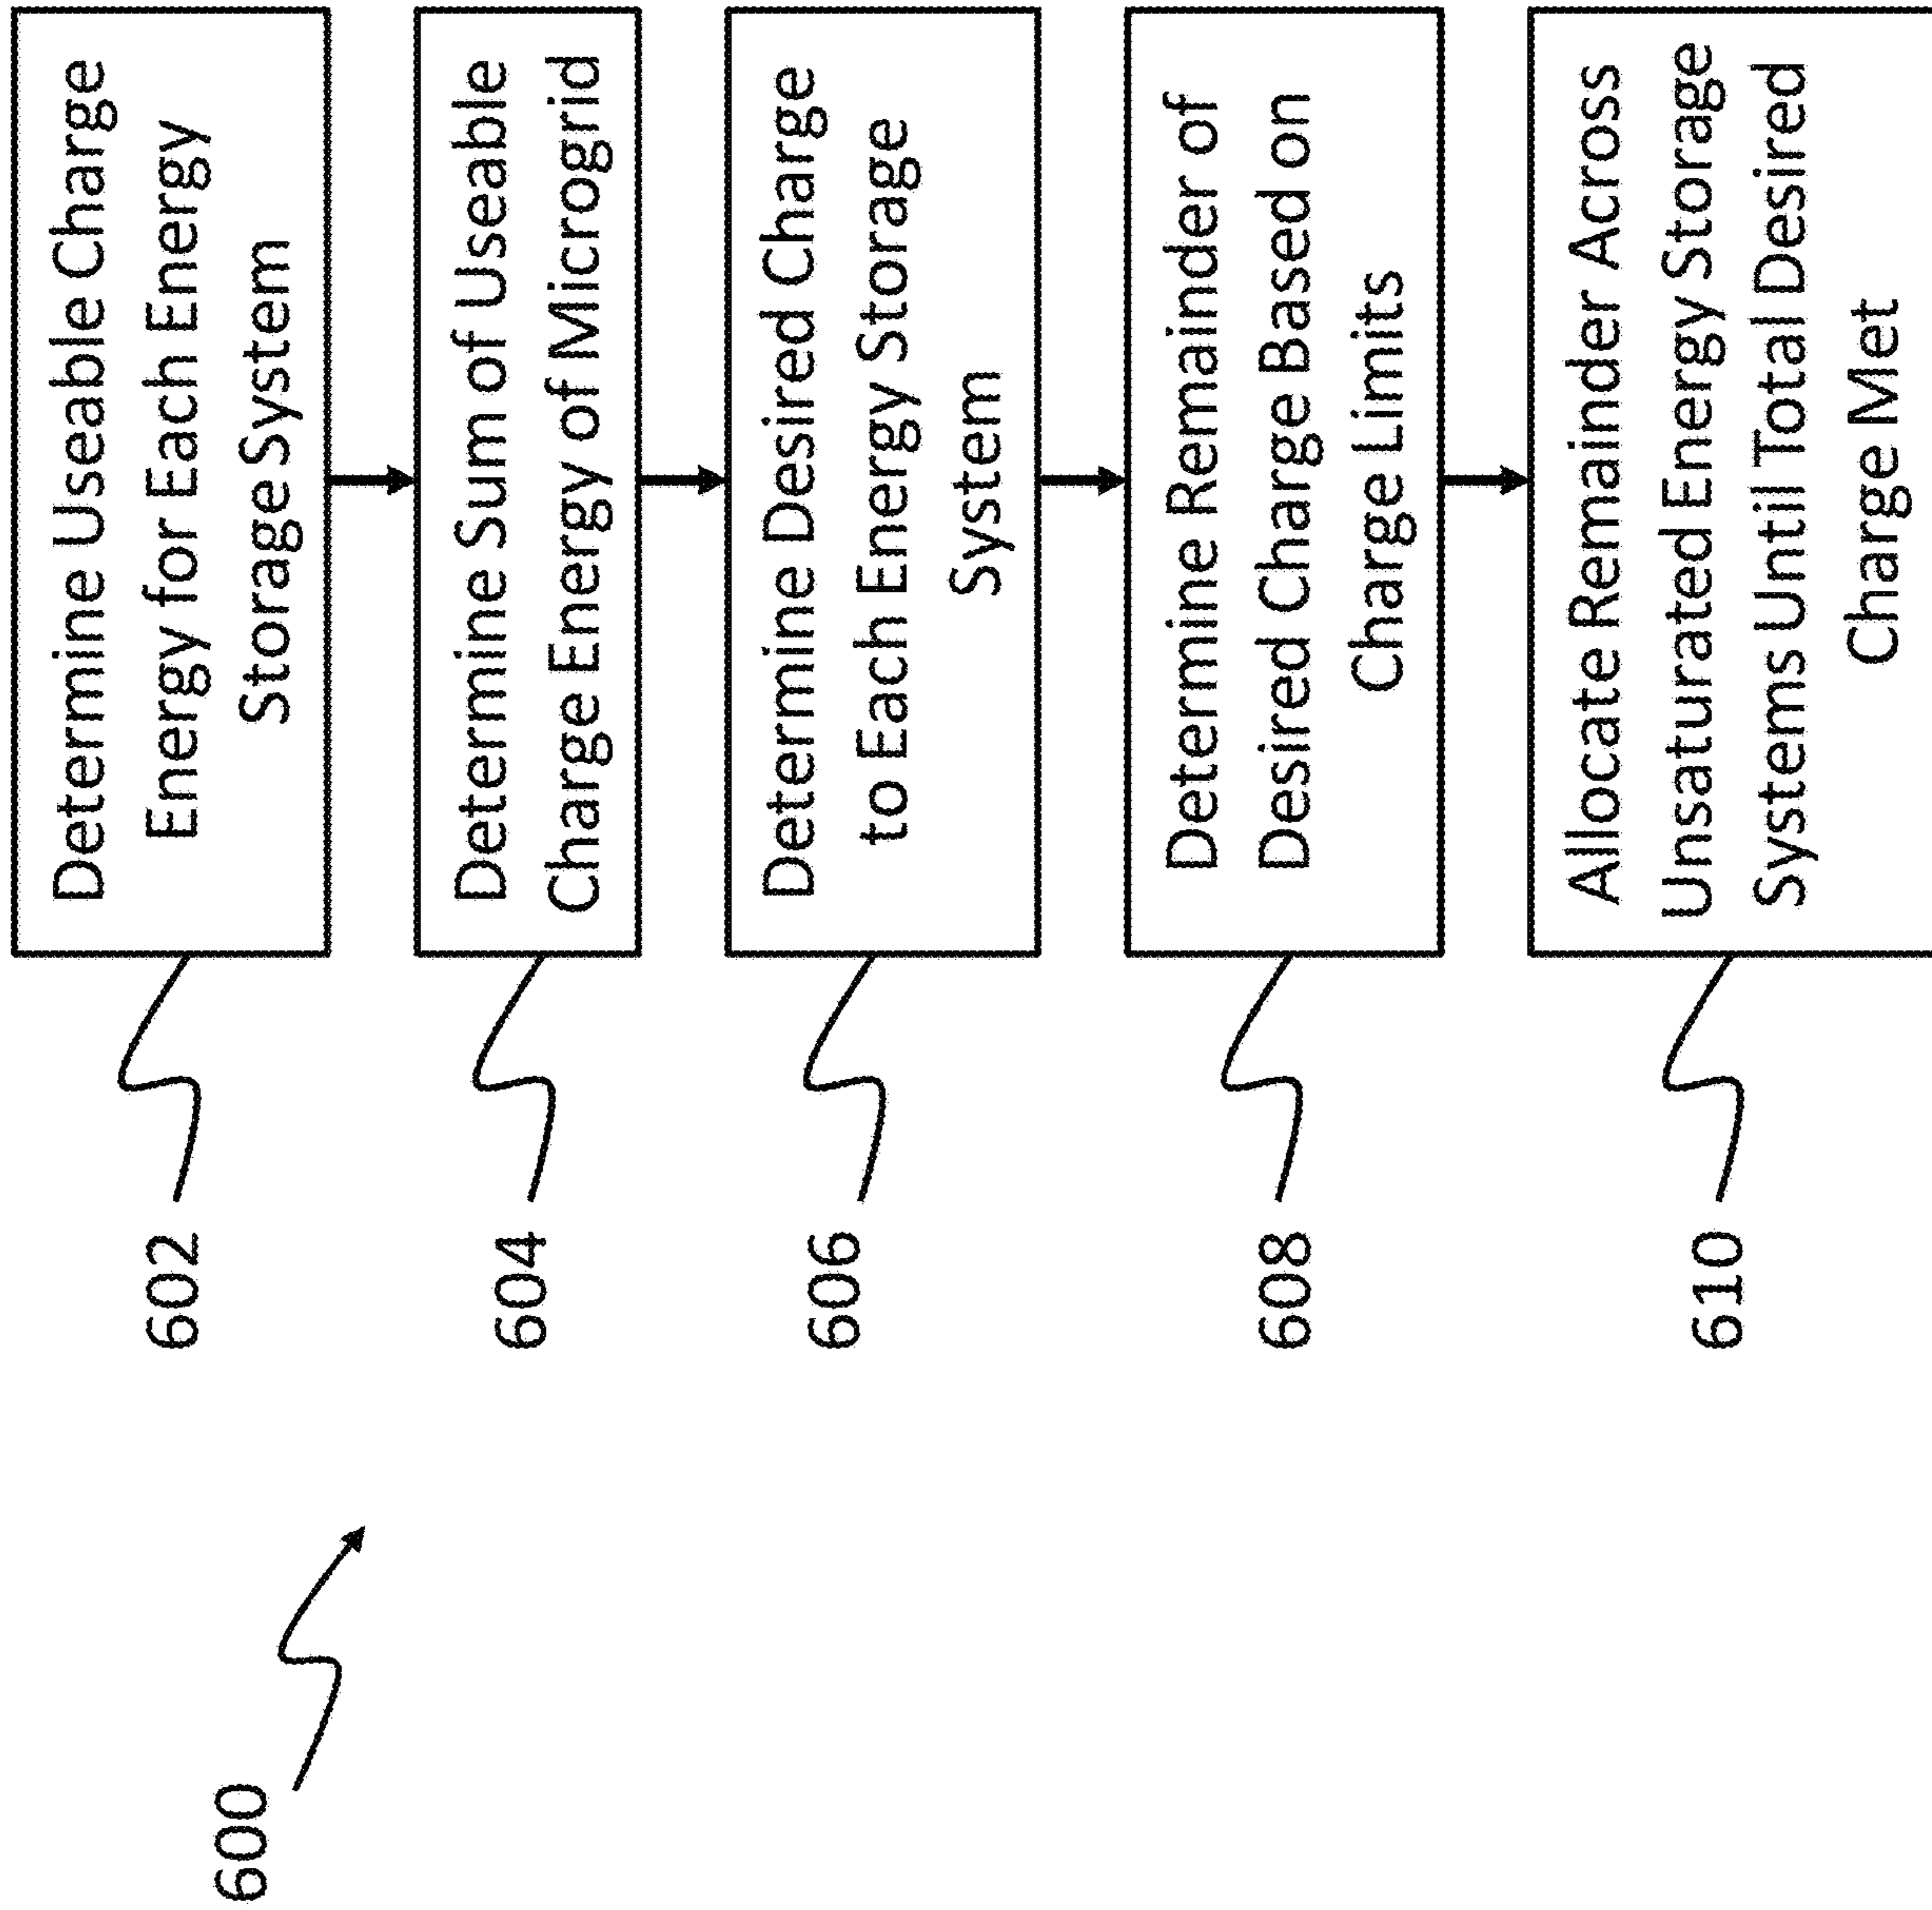 600
602
Determine Useable Charge
Energy for Each Energy
Storage System
604
Determine Sum of Useable
Charge Energy of Microgrid
606
Determine Desired Charge
to Each Energy Storage
System
608
Determine Remainder of
Desired Charge Based on
Charge Limits
610
Allocate Remainder Across
Unsaturated Energy Storage
Systems Until Total Desired
Charge Met